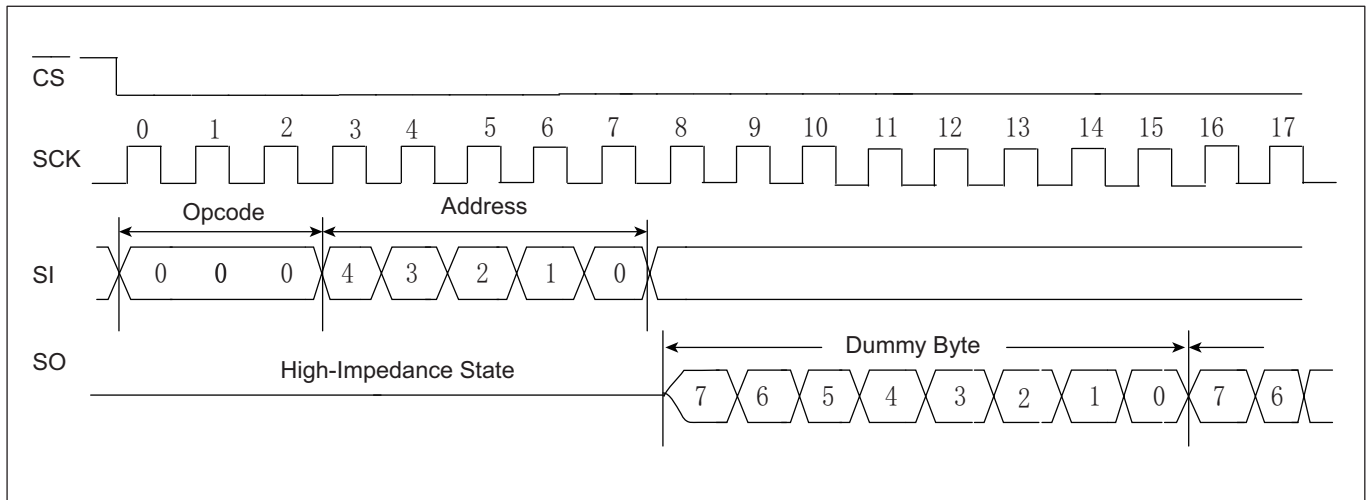 CS
0 1 2 3 4 5 6 7 8 9 10 11 12 13 14 15 16 17
SCK
Opcode Address
SI 0 0 0 4 3 2 1 0
SO
Dummy Byte
High-Impedance State
7 6 5 4 3 2 1 0 7 6